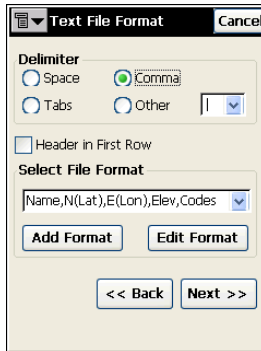 Text File Format Cancel
Delimiter
Space Comma
Tabs Other
Header in First Row
Select File Format
Name,N(Lat),E(Lon),Elev,Codes
Add Format Edit Format
<< Back Next >>